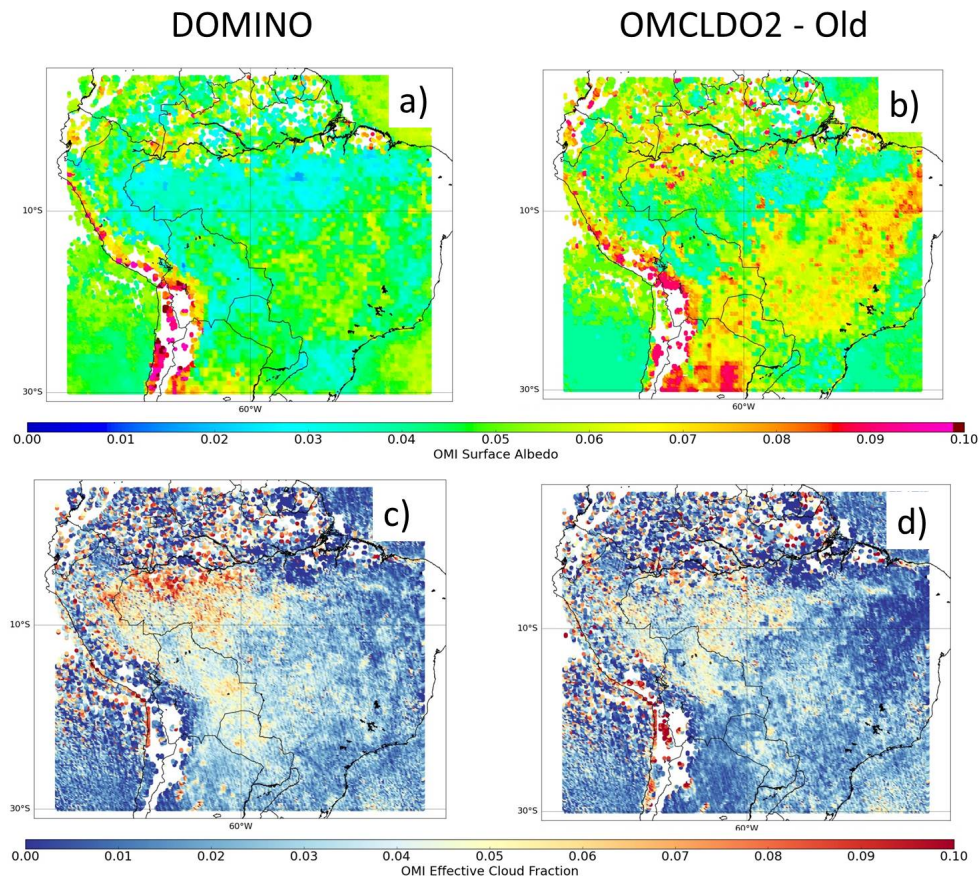 DOMINO OMCLDO2 - Old
a) b)
10°S 10°S
30°S 30°S
60°W 60°W
0.00 0.01 0.02 0.03 0.04 0.05 0.06 0.07 0.08 0.09 0.10
OMI Surface Albedo
c) d)
10°S 10°S
30°S 30°S
60°W 60°W
0.00 0.01 0.02 0.03 0.04 0.05 0.06 0.07 0.08 0.09 0.10
OMI Effective Cloud Fraction